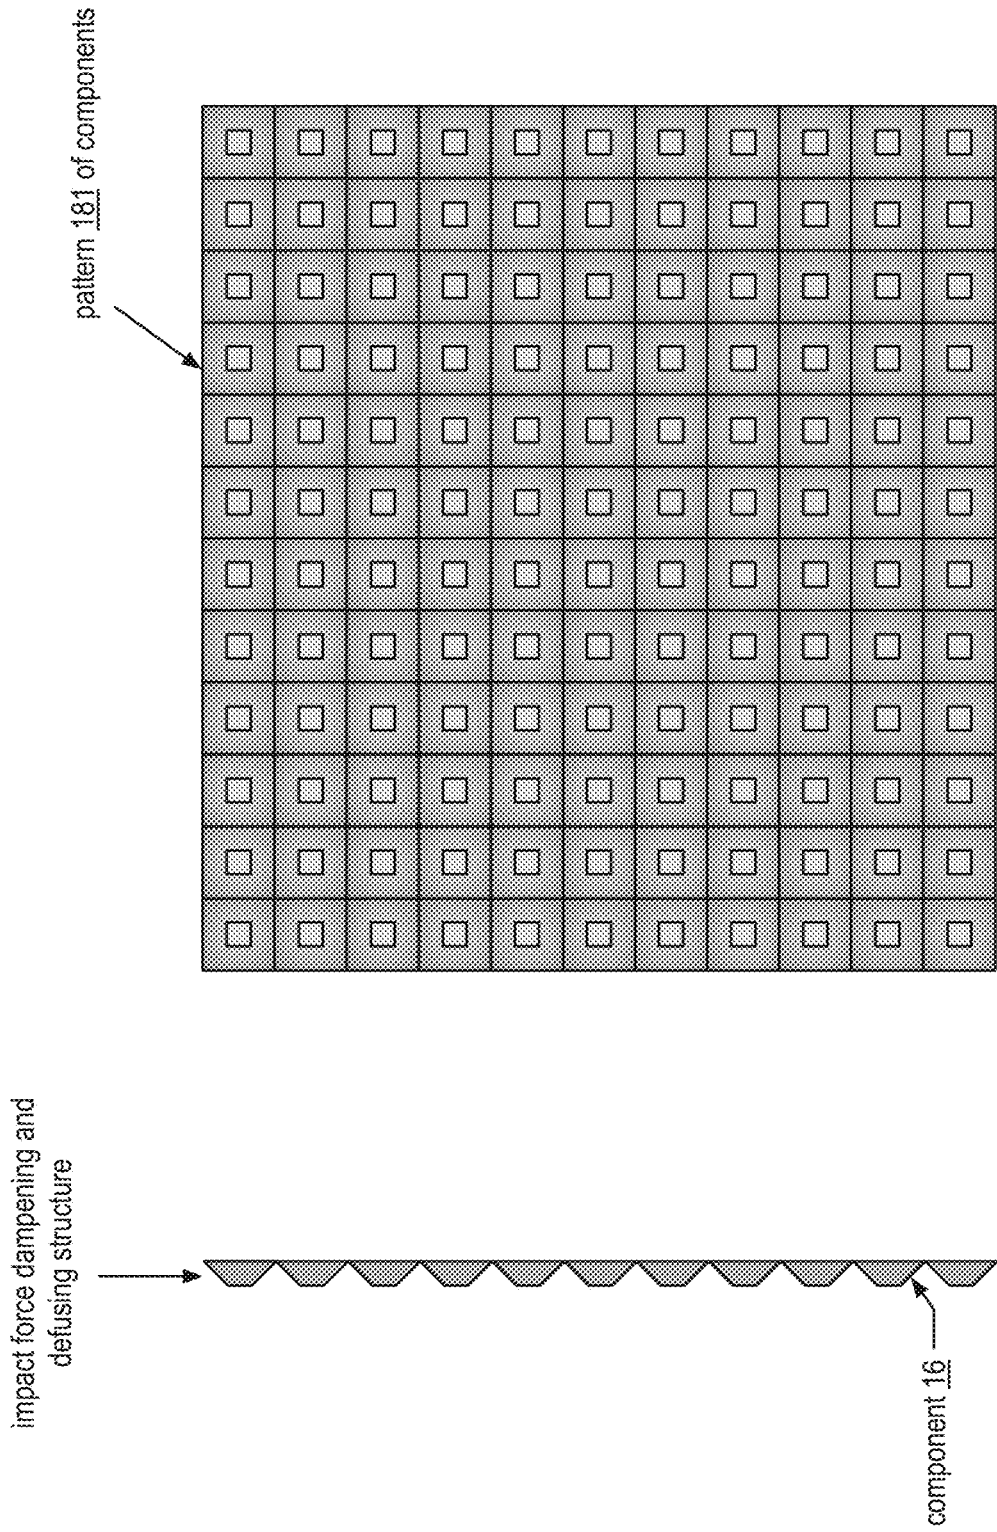 impact force dampening and
defusing structure
component 16
pattern 181 of components